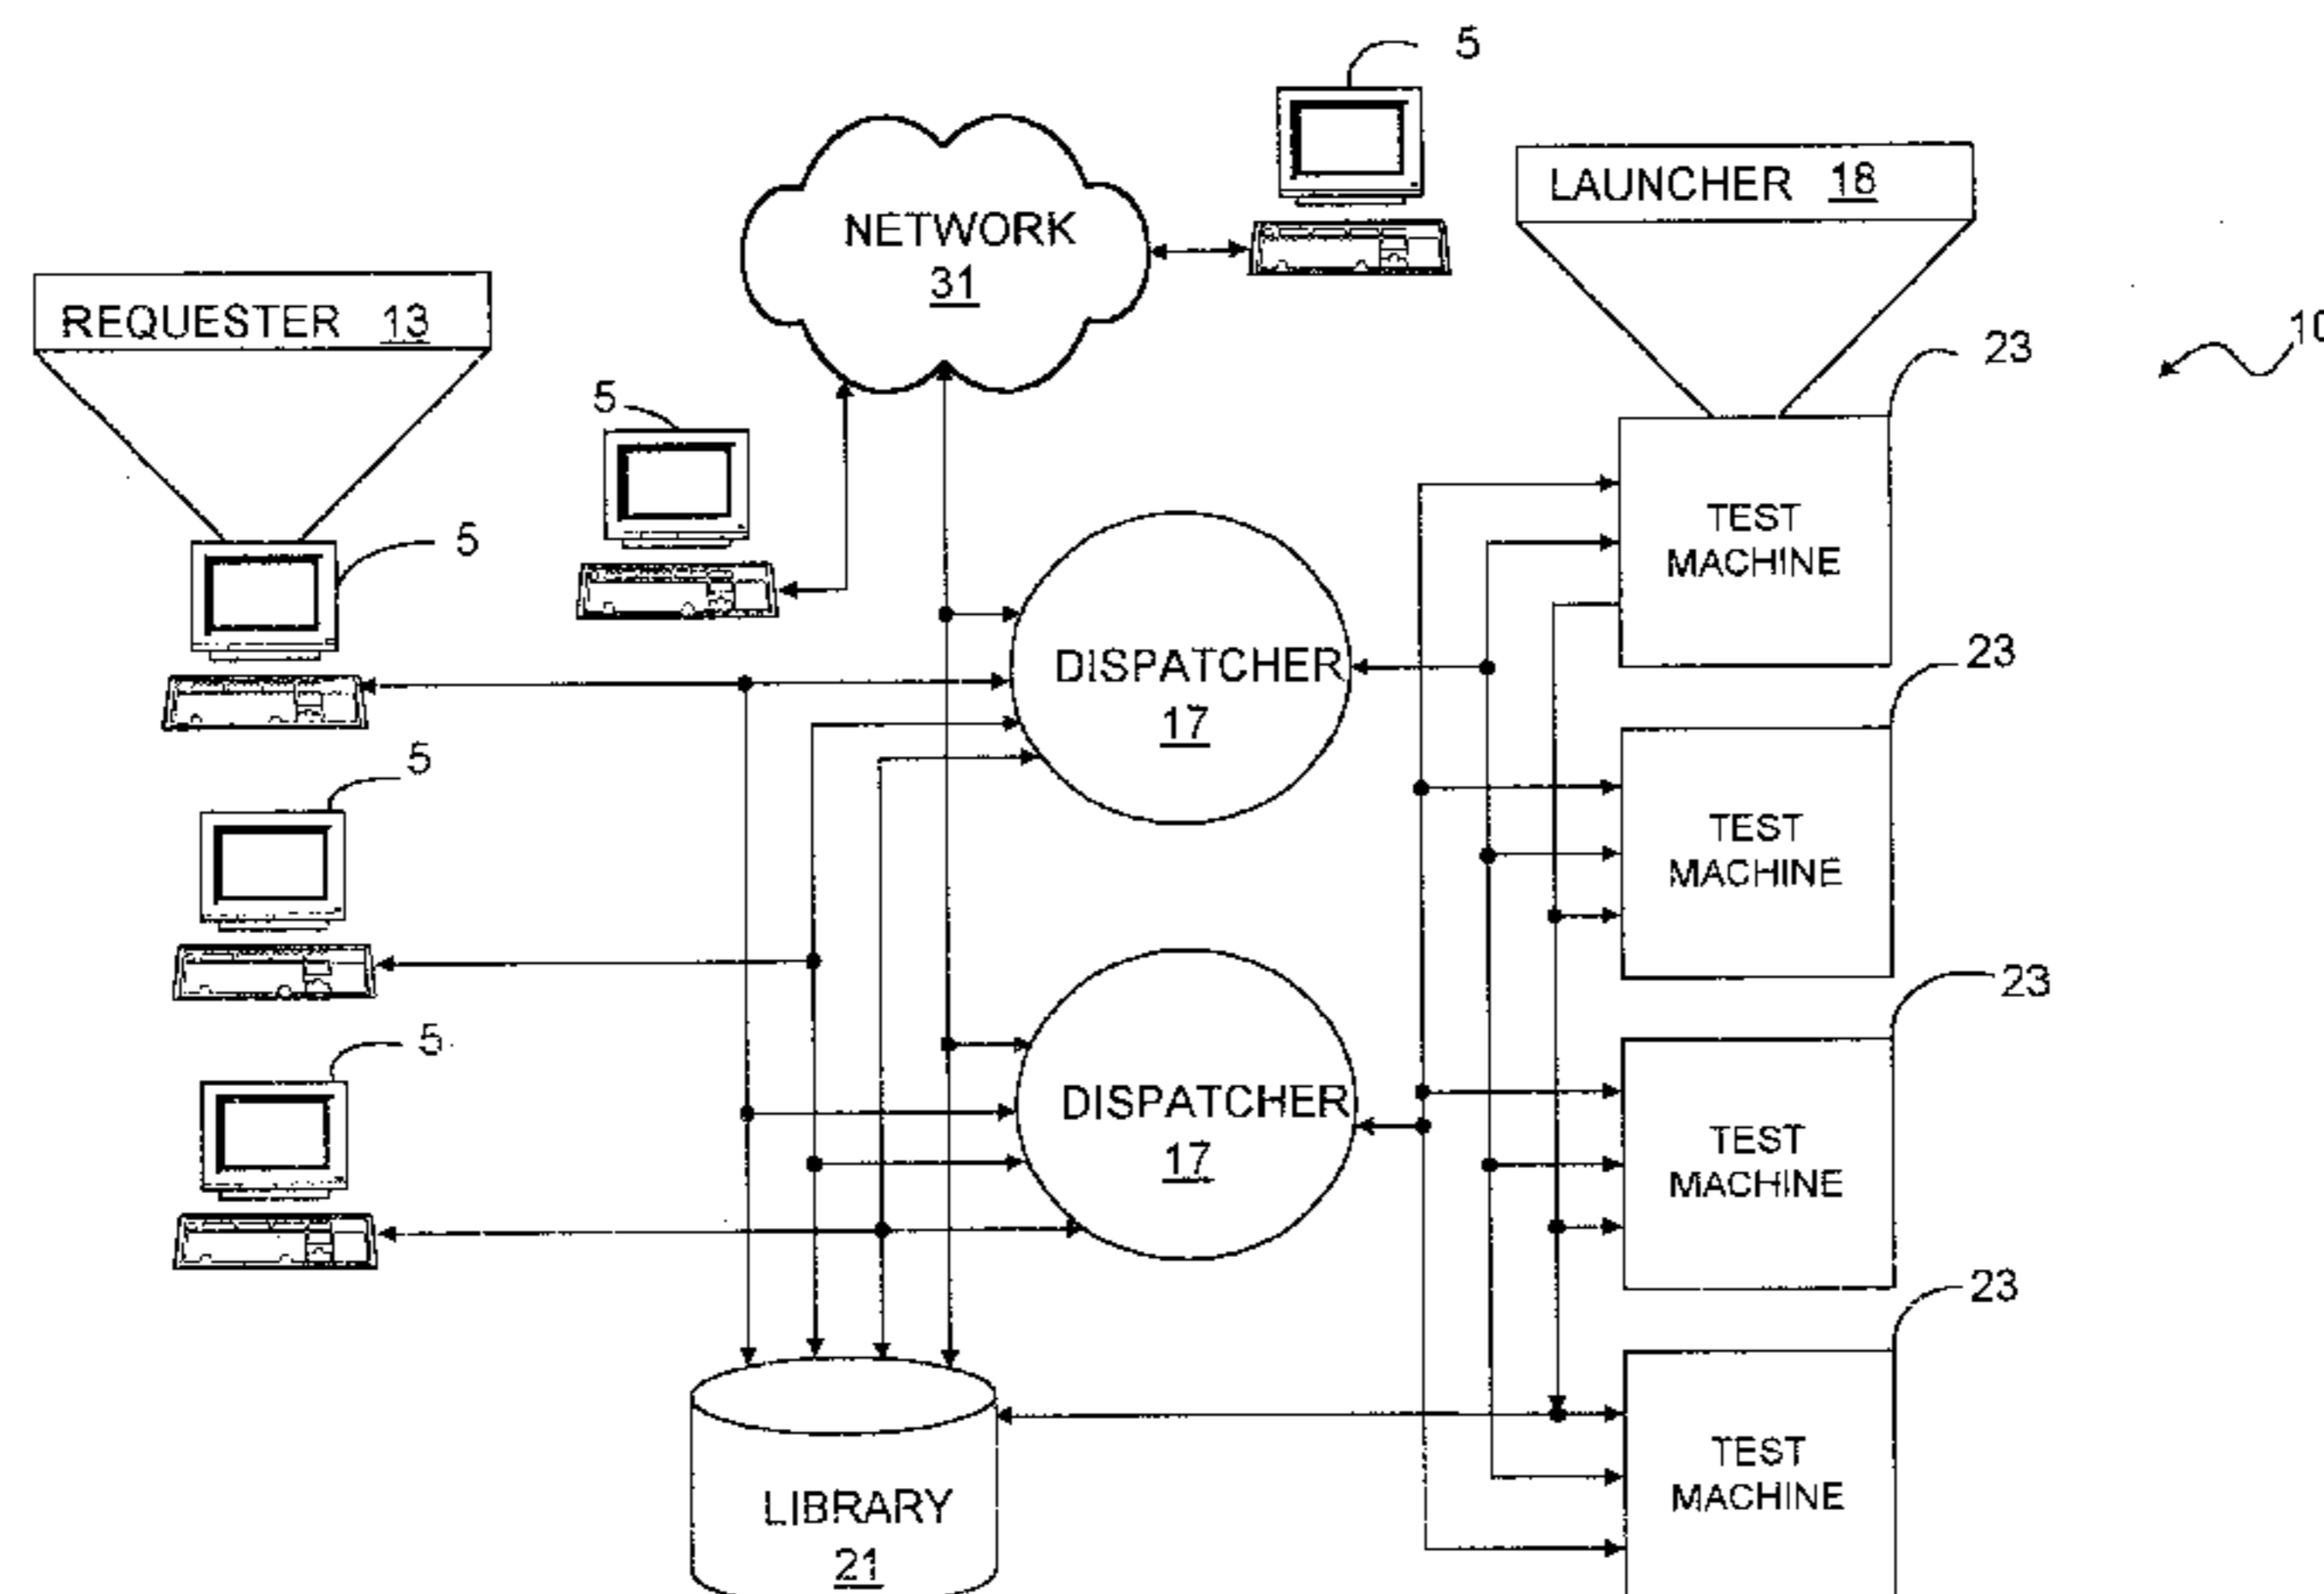 5
NETWORK
31
LAUNCHER 18
REQUESTER 13
10
23
5
5
TEST
MACHINE
DISPATCHER
17
23
5
TEST
MACHINE
23
5
DISPATCHER
17
TEST
MACHINE
23
LIBRARY
21
TEST
MACHINE